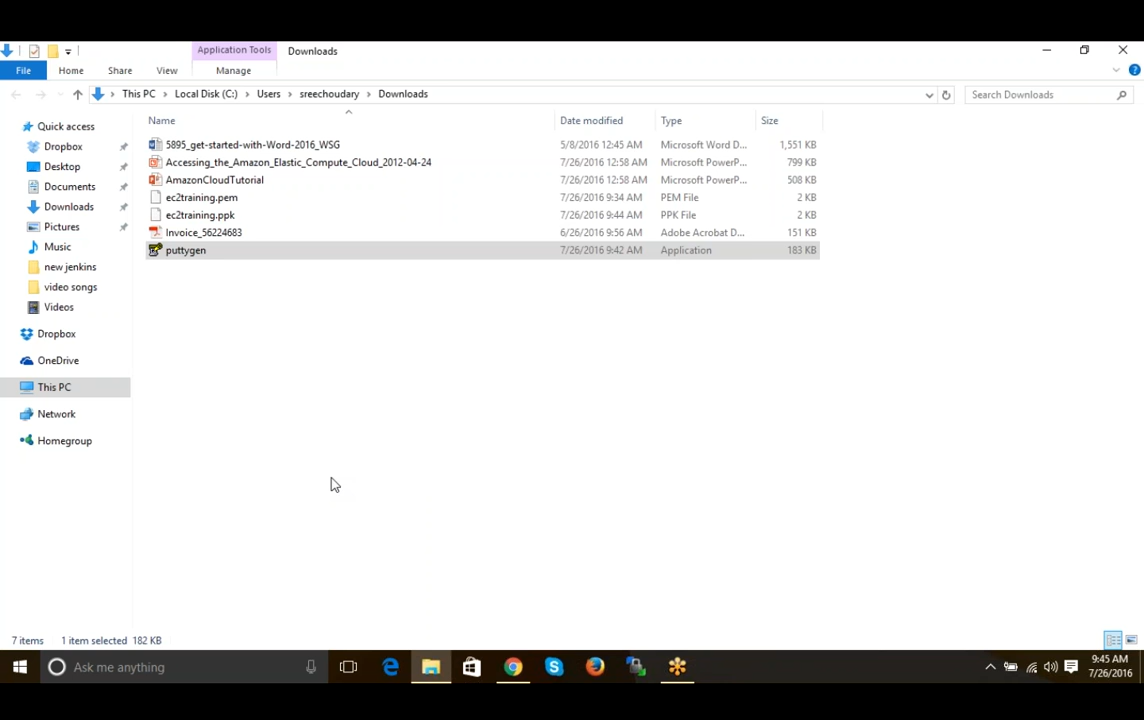 Application Tools Downloads
File Home Share View Manage
This PC Local Disk (C:) Users sreechoudary Downloads Search Downloads
Name Date modified Type Size
Quick access
Dropbox
Desktop
Documents
Downloads
Pictures
Music
new jenkins
video songs
Videos
Dropbox
OneDrive
This PC
Network
Homegroup
5895_get-started-with-Word-2016_WSG 5/8/2016 12:45 AM Microsoft Word D... 1,551 KB
Accessing_the_Amazon_Elastic_Compute_Cloud_2012-04-24 7/26/2016 12:58 AM Microsoft PowerP... 799 KB
AmazonCloudTutorial 7/26/2016 12:58 AM Microsoft PowerP... 508 KB
ec2training.pem 7/26/2016 9:34 AM PEM File 2 KB
ec2training.ppk 7/26/2016 9:44 AM PPK File 2 KB
Invoice_56224683 6/26/2016 9:56 AM Adobe Acrobat D... 151 KB
puttygen 7/26/2016 9:42 AM Application 183 KB
7 items 1 item selected 182 KB
Ask me anything
9:45 AM
7/26/2016